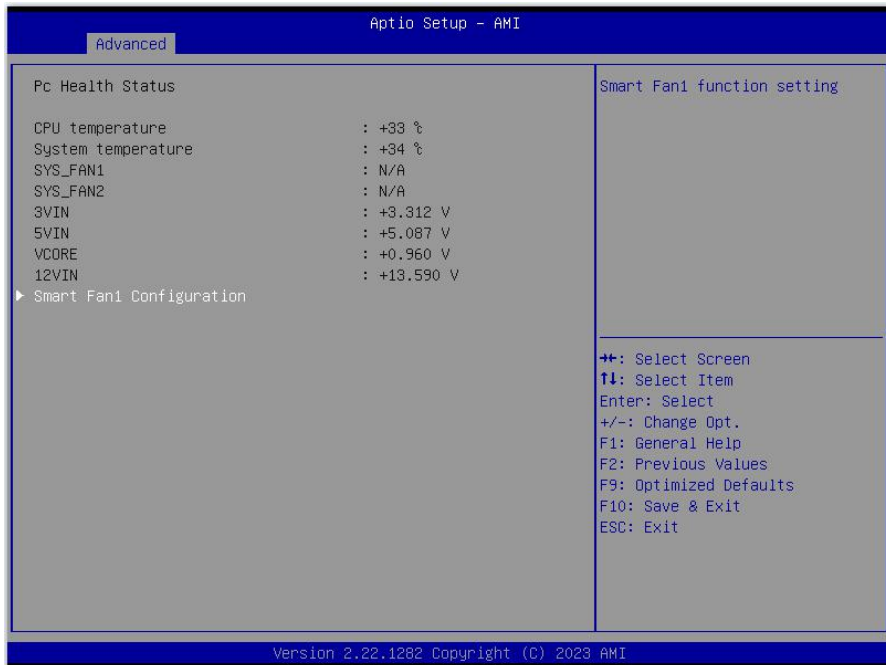 Aptio Setup - AMI
Advanced
Pc Health Status
CPU temperature : +33 ℃
System temperature : +34 ℃
SYS_FAN1 : N/A
SYS_FAN2 : N/A
3VIN : +3.312 V
5VIN : +5.087 V
VCORE : +0.960 V
12VIN : +13.590 V
▶ Smart Fan1 Configuration
Smart Fan1 function setting
→←: Select Screen
↑↓: Select Item
Enter: Select
+/-: Change Opt.
F1: General Help
F2: Previous Values
F9: Optimized Defaults
F10: Save & Exit
ESC: Exit
Version 2.22.1282 Copyright (C) 2023 AMI